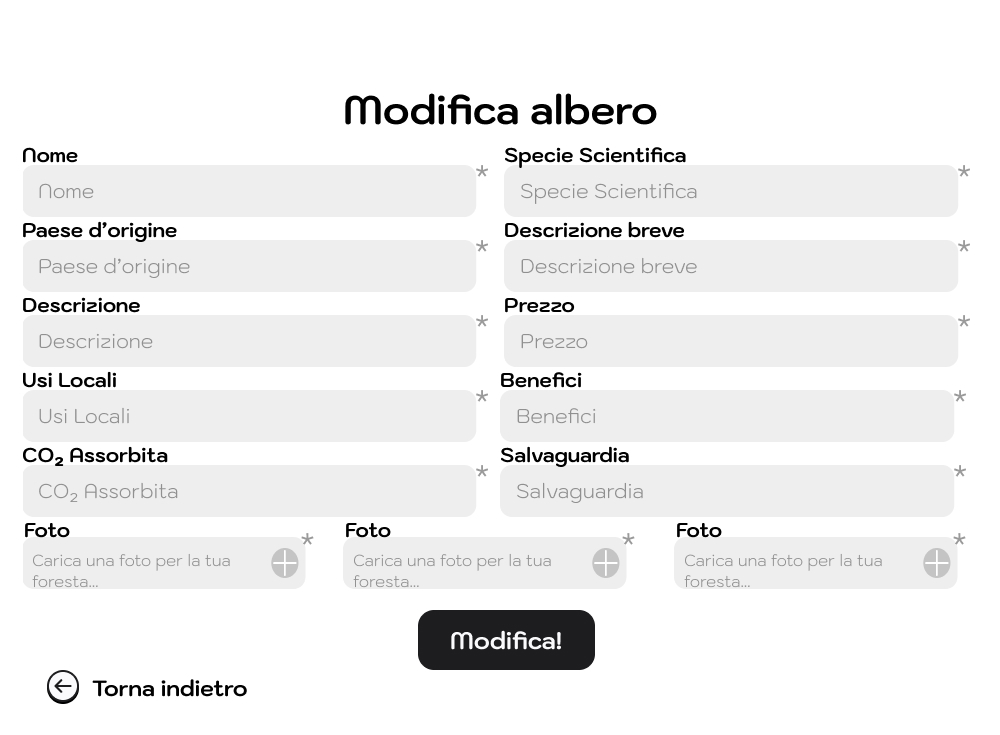 Modifica albero
Nome
Specie Scientifica
Nome
*
Specie Scientifica
*
Paese d’origine
Descrizione breve
Paese d’origine
*
Descrizione breve
*
Descrizione
Prezzo
Descrizione
*
Prezzo
*
Usi Locali
Benefici
Usi Locali
*
Benefici
*
CO₂ Assorbita
Salvaguardia
CO₂ Assorbita
*
Salvaguardia
*
Foto
Foto
Foto
Carica una foto per la tua
foresta...
*
Carica una foto per la tua
foresta...
*
Carica una foto per la tua
foresta...
*
Modifica!
Torna indietro